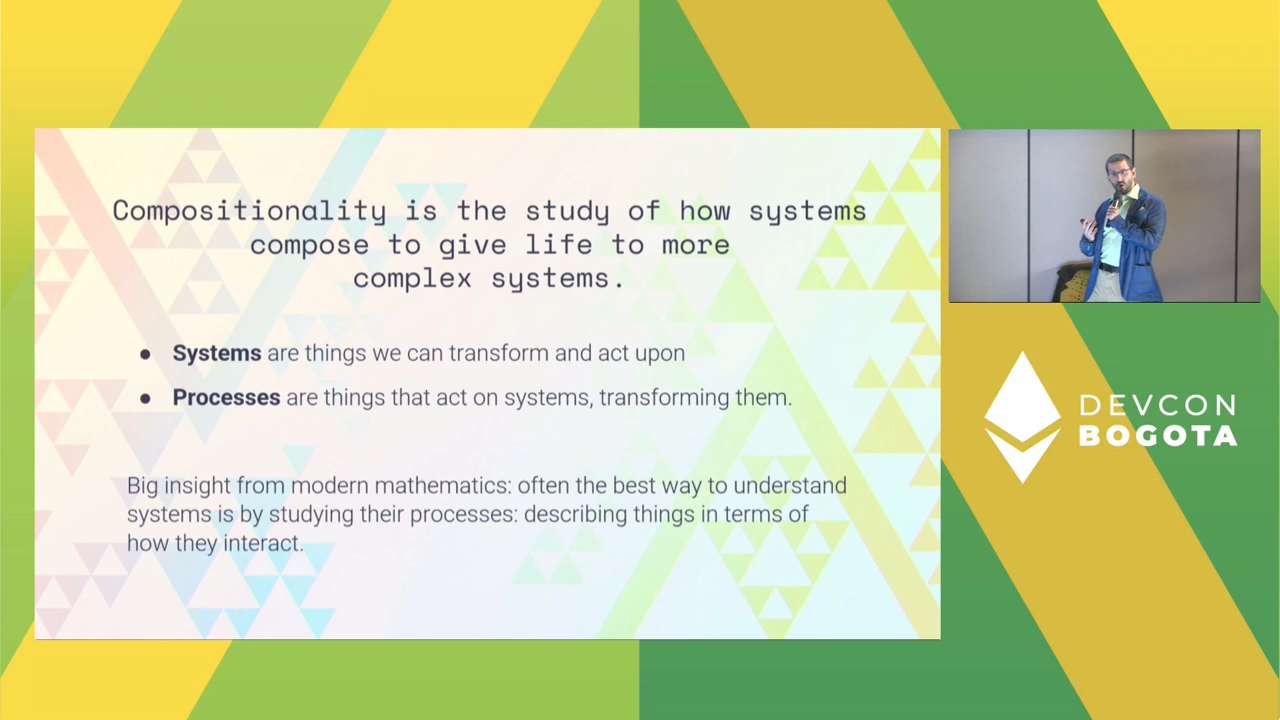 Compositionality is the study of how systems
compose to give life to more
complex systems.
● Systems are things we can transform and act upon
● Processes are things that act on systems, transforming them.
Big insight from modern mathematics: often the best way to understand
systems is by studying their processes: describing things in terms of
how they interact.
DEVCON
BOGOTA